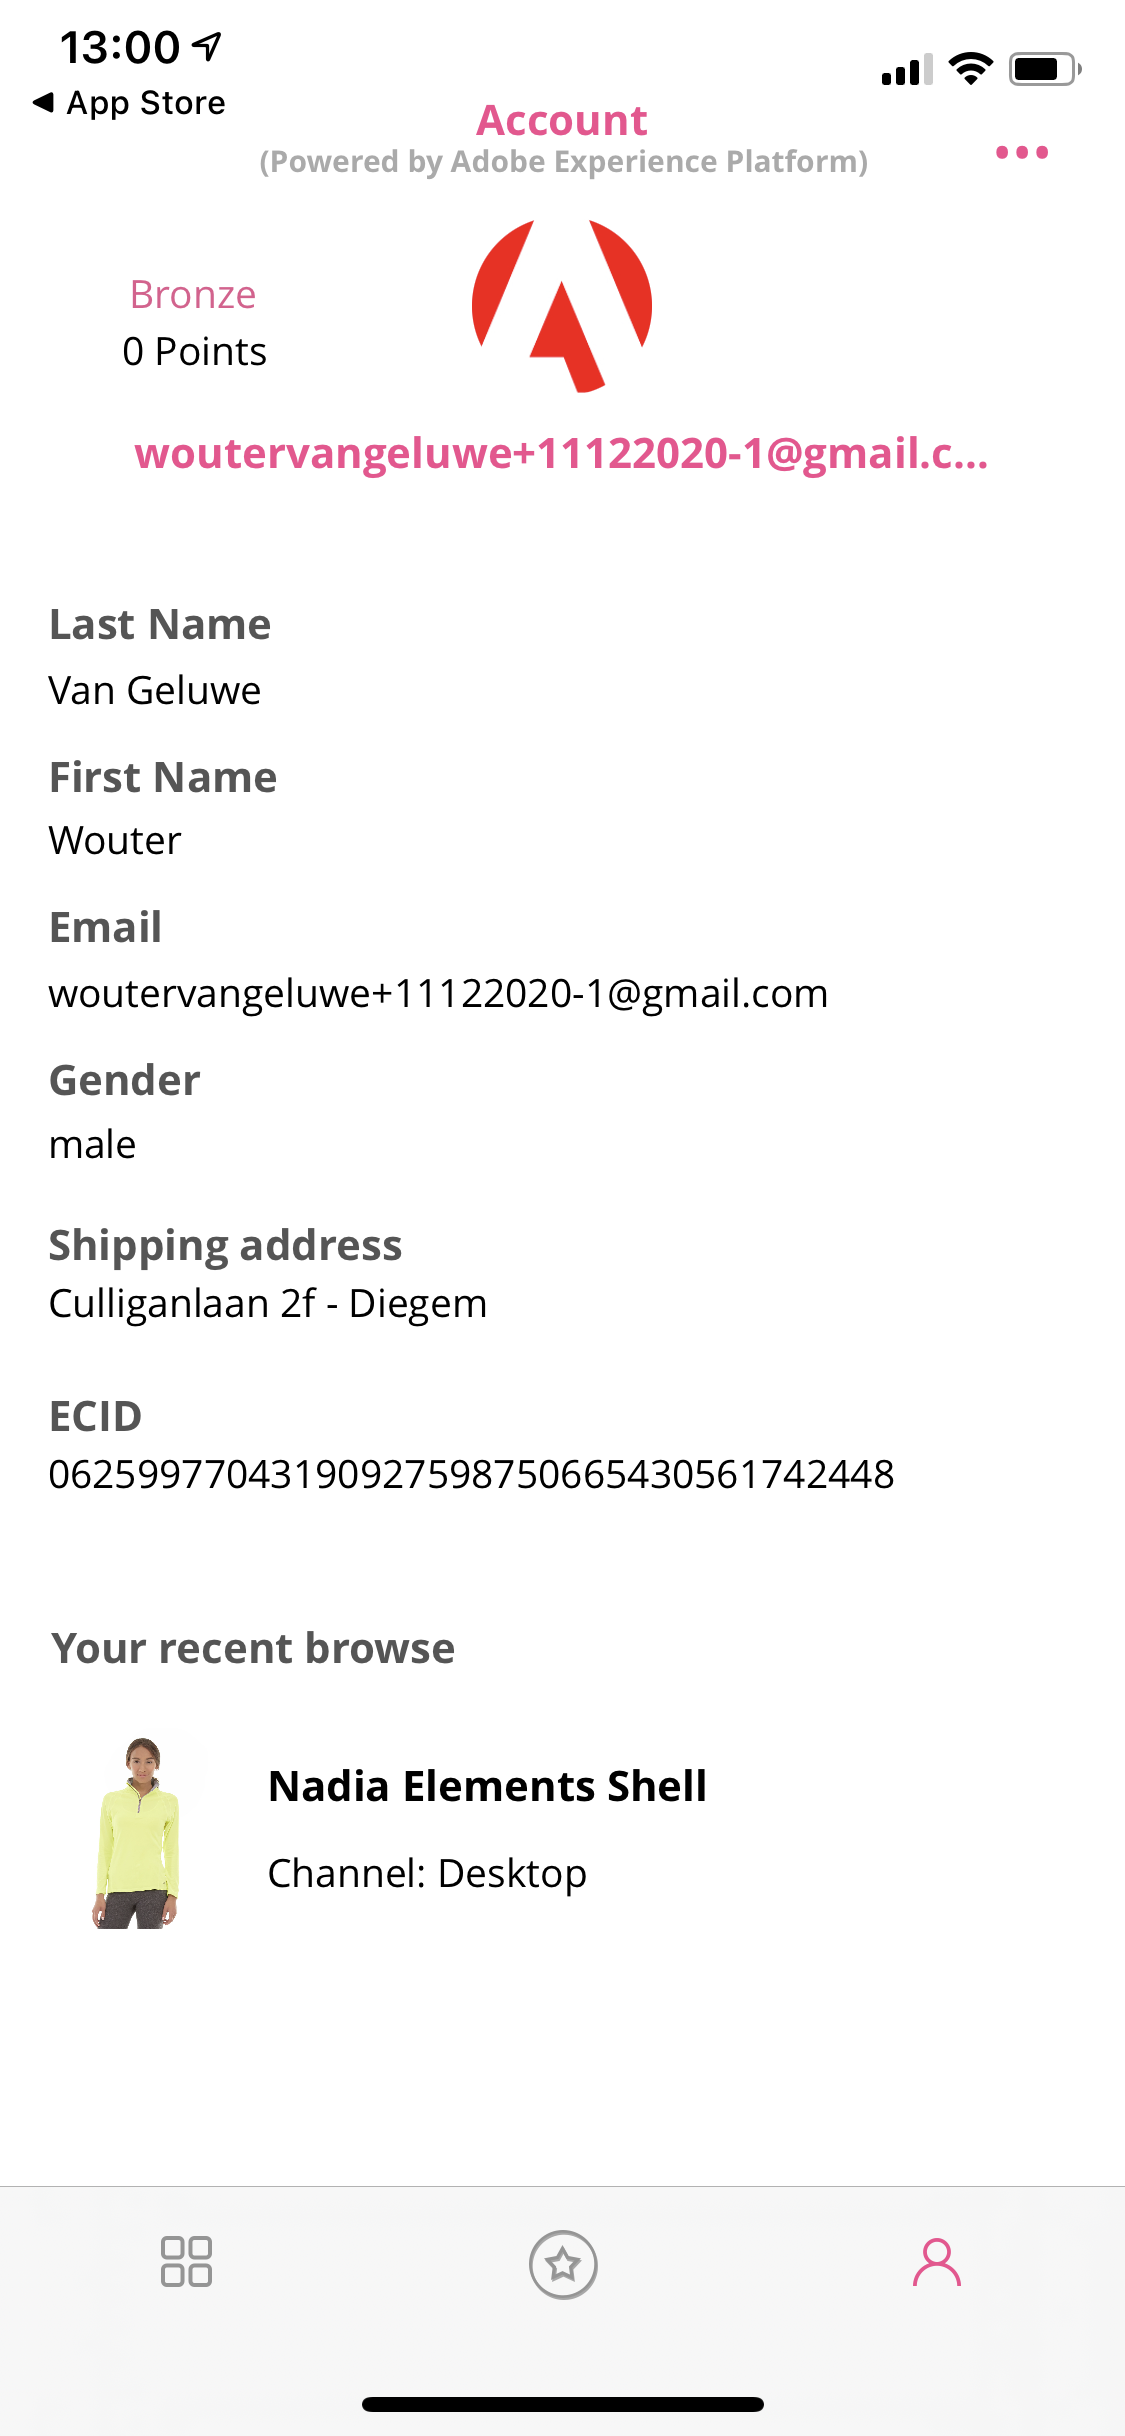 13:00
◀ App Store
Account
(Powered by Adobe Experience Platform)
Bronze
0 Points
woutervangeluwe+11122020-1@gmail.c...
Last Name
Van Geluwe
First Name
Wouter
Email
woutervangeluwe+11122020-1@gmail.com
Gender
male
Shipping address
Culliganlaan 2f - Diegem
ECID
06259977043190927598750665430561742448
Your recent browse
Nadia Elements Shell
Channel: Desktop